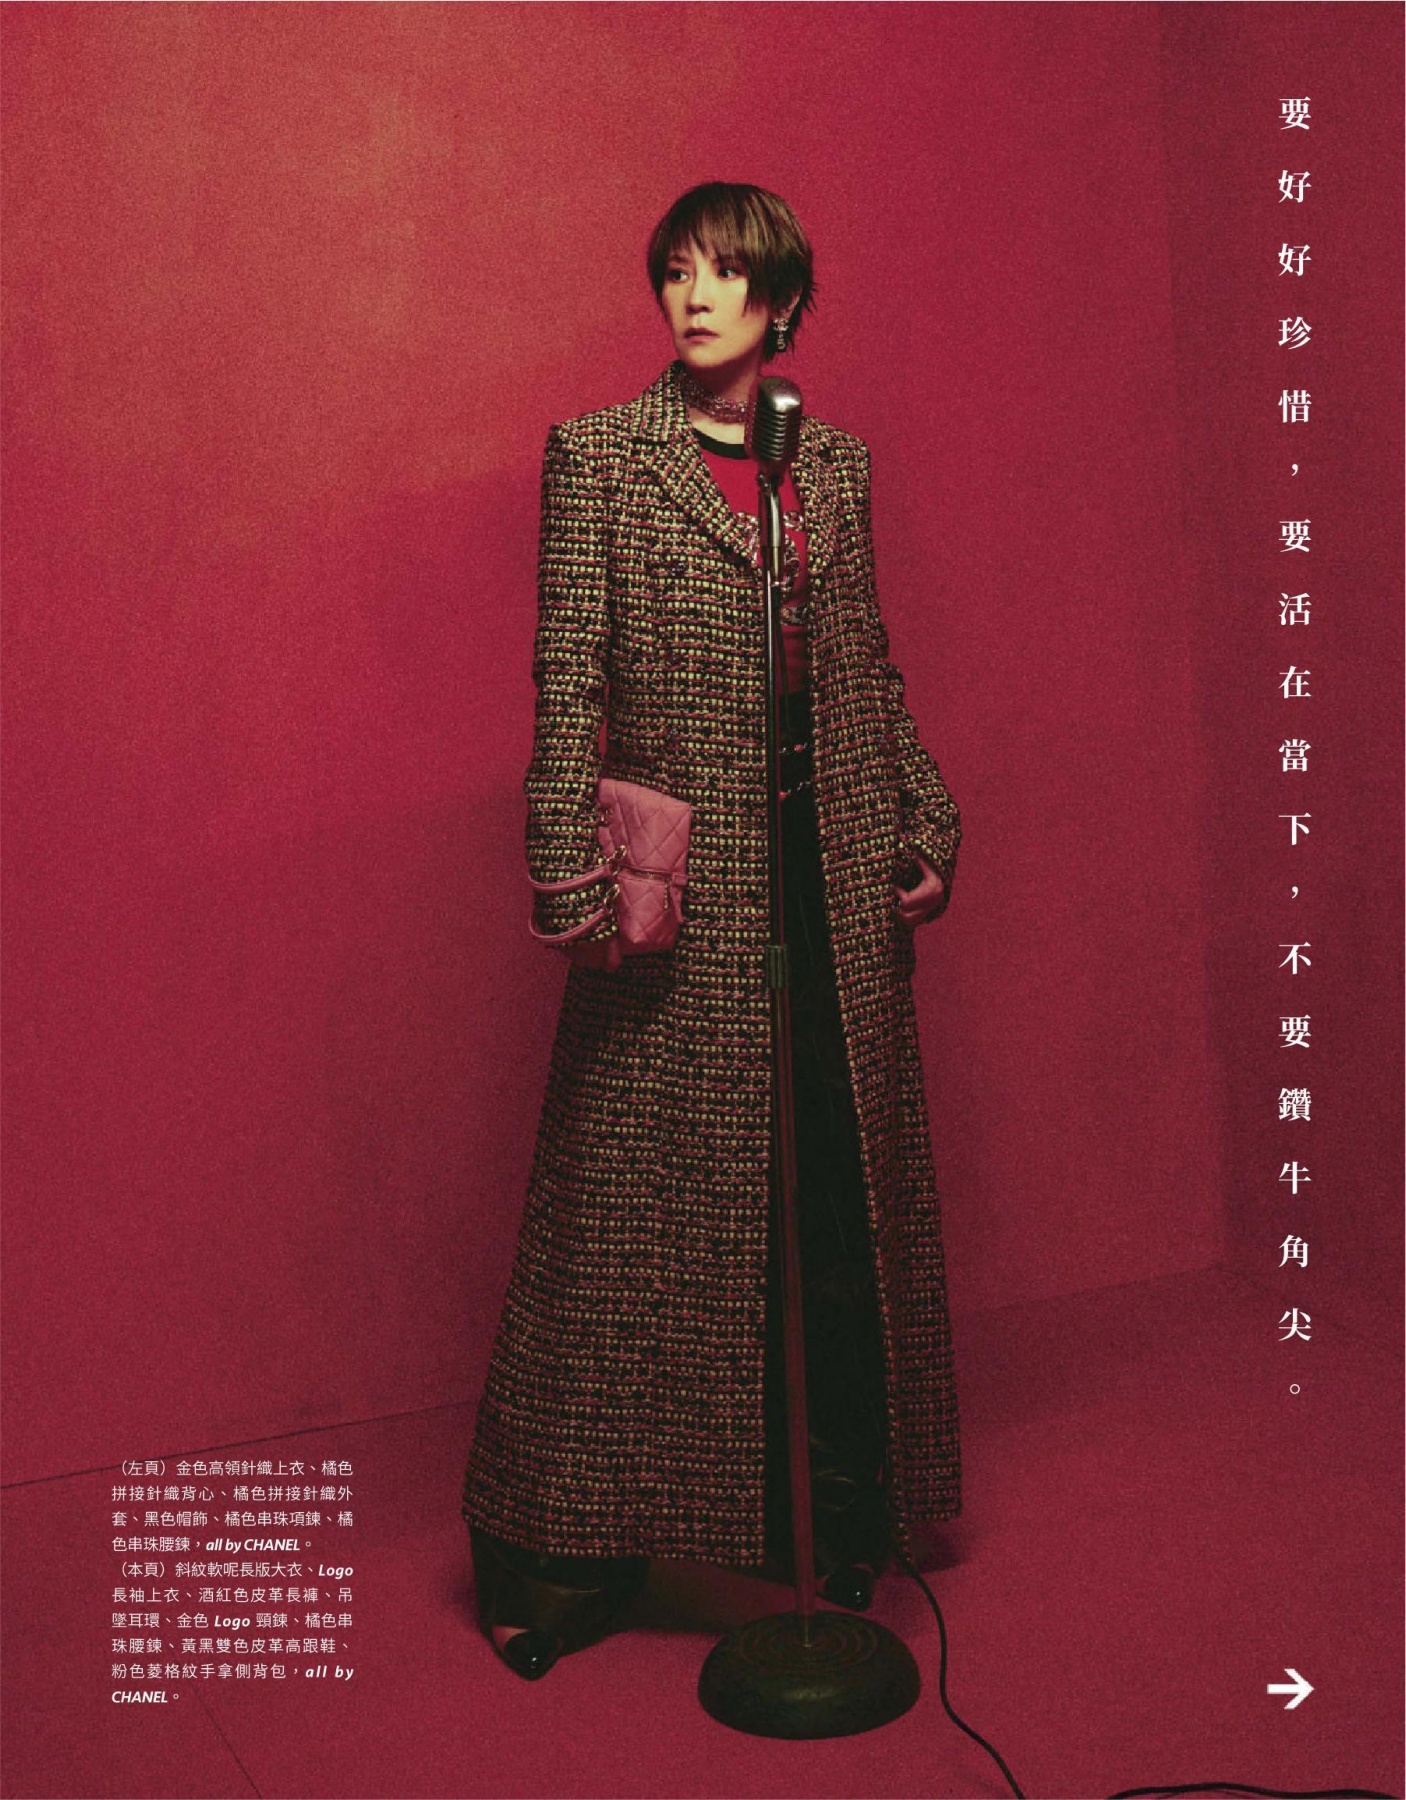 要好好珍惜，要活在當下，不要鑽牛角尖。
（左頁）金色高領針織上衣、橘色
拼接針織背心、橘色拼接針織外
套、黑色帽飾、橘色串珠項鍊、橘
色串珠腰鍊，all by CHANEL。
（本頁）斜紋軟呢長版大衣、Logo
長袖上衣、酒紅色皮革長褲、吊
墜耳環、金色 Logo 頸鍊、橘色串
珠腰鍊、黃黑雙色皮革高跟鞋、
粉色菱格紋手拿側背包，all by
CHANEL。